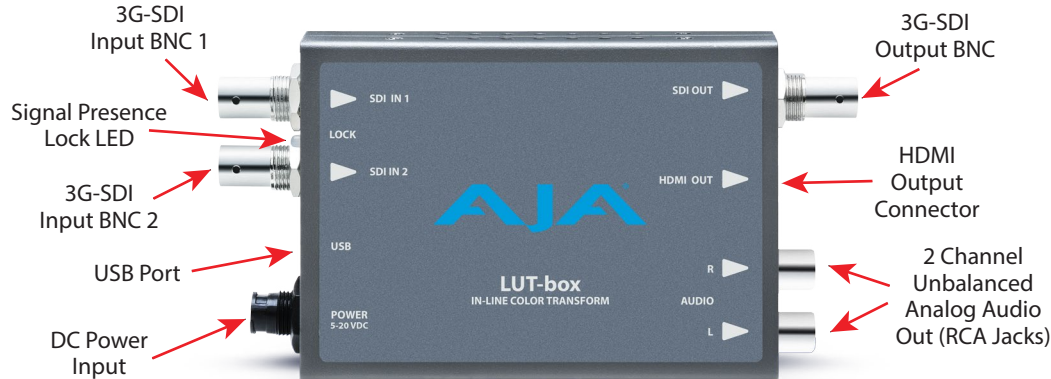 3G-SDI
Input BNC 1
Signal Presence
Lock LED
3G-SDI
Input BNC 2
USB Port
DC Power
Input
SDI IN 1
LOCK
SDI IN 2
USB
POWER
5-20 VDC
AJA
LUT-box
IN-LINE COLOR TRANSFORM
SDI OUT
HDMI OUT
R
AUDIO
L
3G-SDI
Output BNC
HDMI
Output
Connector
2 Channel
Unbalanced
Analog Audio
Out (RCA Jacks)